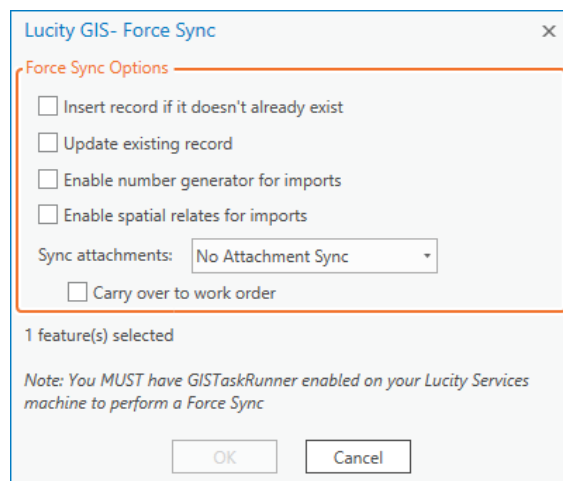 Lucity GIS- Force Sync
Force Sync Options
Insert record if it doesn't already exist
Update existing record
Enable number generator for imports
Enable spatial relates for imports
Sync attachments: No Attachment Sync
Carry over to work order
1 feature(s) selected
Note: You MUST have GISTaskRunner enabled on your Lucity Services
machine to perform a Force Sync
OK Cancel